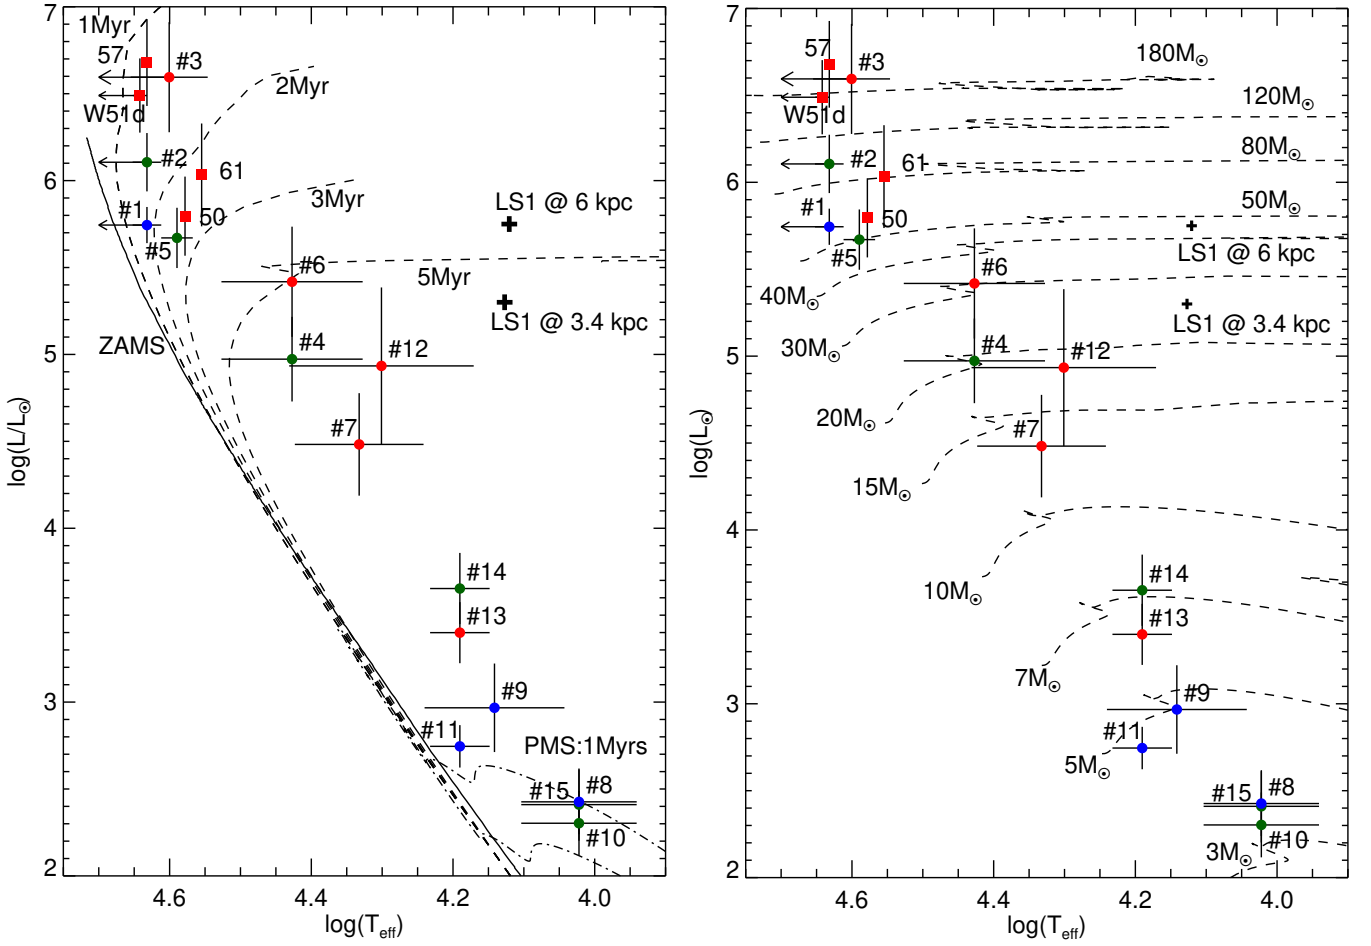 7
6
5
4
3
2
log(L/L☉)
4.6
4.4
4.2
4.0
log(T_eff)
1Myr
57
#3
2Myr
W51d
#2
61
#1
50
3Myr
#5
LS1 @ 6 kpc
#6
5Myr
LS1 @ 3.4 kpc
ZAMS
#4
#12
#7
#14
#13
#9
#11
PMS:1Myrs
#15
#8
#10
7
6
5
4
3
2
log(L☉)
4.6
4.4
4.2
4.0
log(T_eff)
57
#3
180M☉
W51d
120M☉
#2
61
80M☉
#1
50
50M☉
#5
LS1 @ 6 kpc
#6
40M☉
LS1 @ 3.4 kpc
30M☉
#4
#12
20M☉
#7
15M☉
#14
10M☉
#13
7M☉
#9
#11
5M☉
#15
#8
#10
3M☉